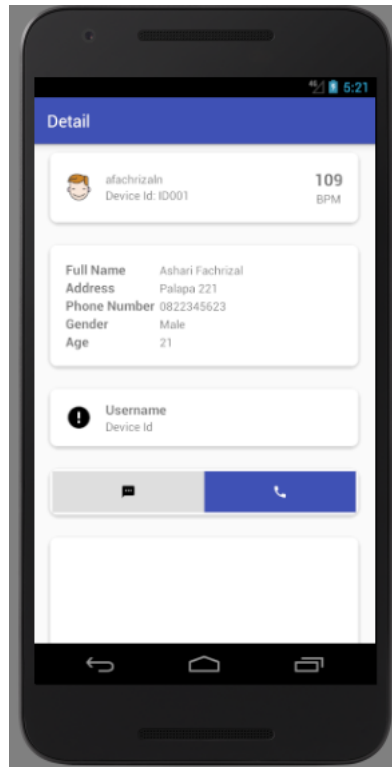 5:21
Detail
afachrizaln
Device Id: ID001
109
BPM
Full Name Ashari Fachrizal
Address Palapa 221
Phone Number 0822345623
Gender Male
Age 21
Username
Device Id